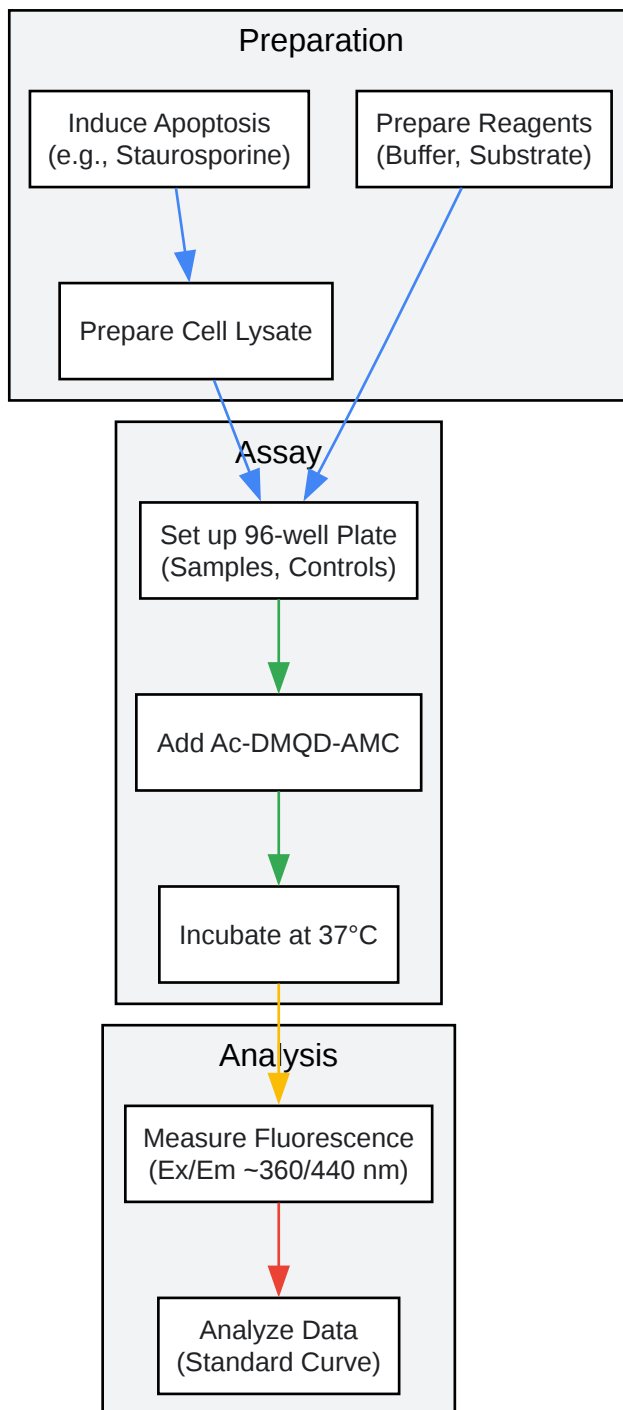 Preparation
Induce Apoptosis
(e.g., Staurosporine)
Prepare Reagents
(Buffer, Substrate)
Prepare Cell Lysate
Assay
Set up 96-well Plate
(Samples, Controls)
Add Ac-DMQD-AMC
Incubate at 37°C
Analysis
Measure Fluorescence
(Ex/Em ~360/440 nm)
Analyze Data
(Standard Curve)